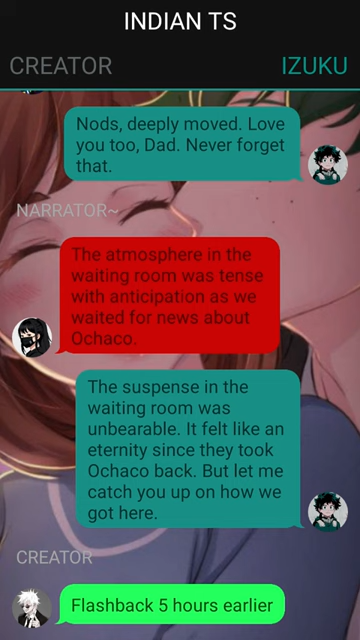 INDIAN TS
CREATOR IZUKU
Nods, deeply moved. Love
you too, Dad. Never forget
that.
NARRATOR~
The atmosphere in the
waiting room was tense
with anticipation as we
waited for news about
Ochaco.
The suspense in the
waiting room was
unbearable. It felt like an
eternity since they took
Ochaco back. But let me
catch you up on how we
got here.
CREATOR
Flashback 5 hours earlier